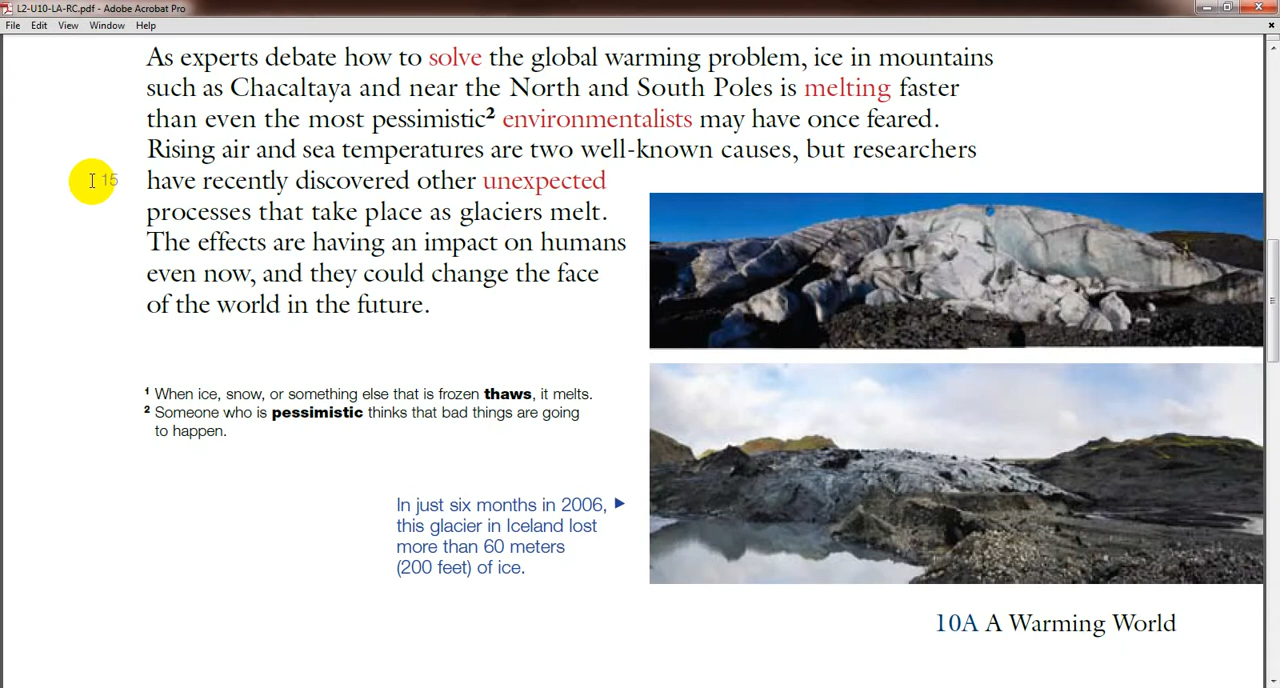 L2-U10-LA-RC.pdf - Adobe Acrobat Pro
File Edit View Window Help
As experts debate how to solve the global warming problem, ice in mountains
such as Chacaltaya and near the North and South Poles is melting faster
than even the most pessimistic² environmentalists may have once feared.
Rising air and sea temperatures are two well-known causes, but researchers
15 have recently discovered other unexpected
processes that take place as glaciers melt.
The effects are having an impact on humans
even now, and they could change the face
of the world in the future.
¹ When ice, snow, or something else that is frozen thaws, it melts.
² Someone who is pessimistic thinks that bad things are going
to happen.
In just six months in 2006, ▶
this glacier in Iceland lost
more than 60 meters
(200 feet) of ice.
10A A Warming World